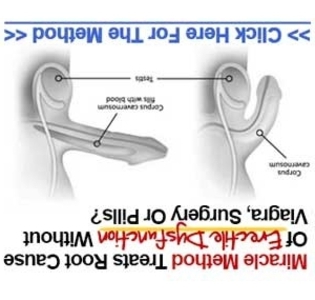 Miracle Method Treats Root Cause
Of Erectile Dysfunction Without
Viagra, Surgery Or Pills?
Corpus
cavernosum
Corpus cavernosum
fills with blood
Testis
>> Click Here For The Method <<